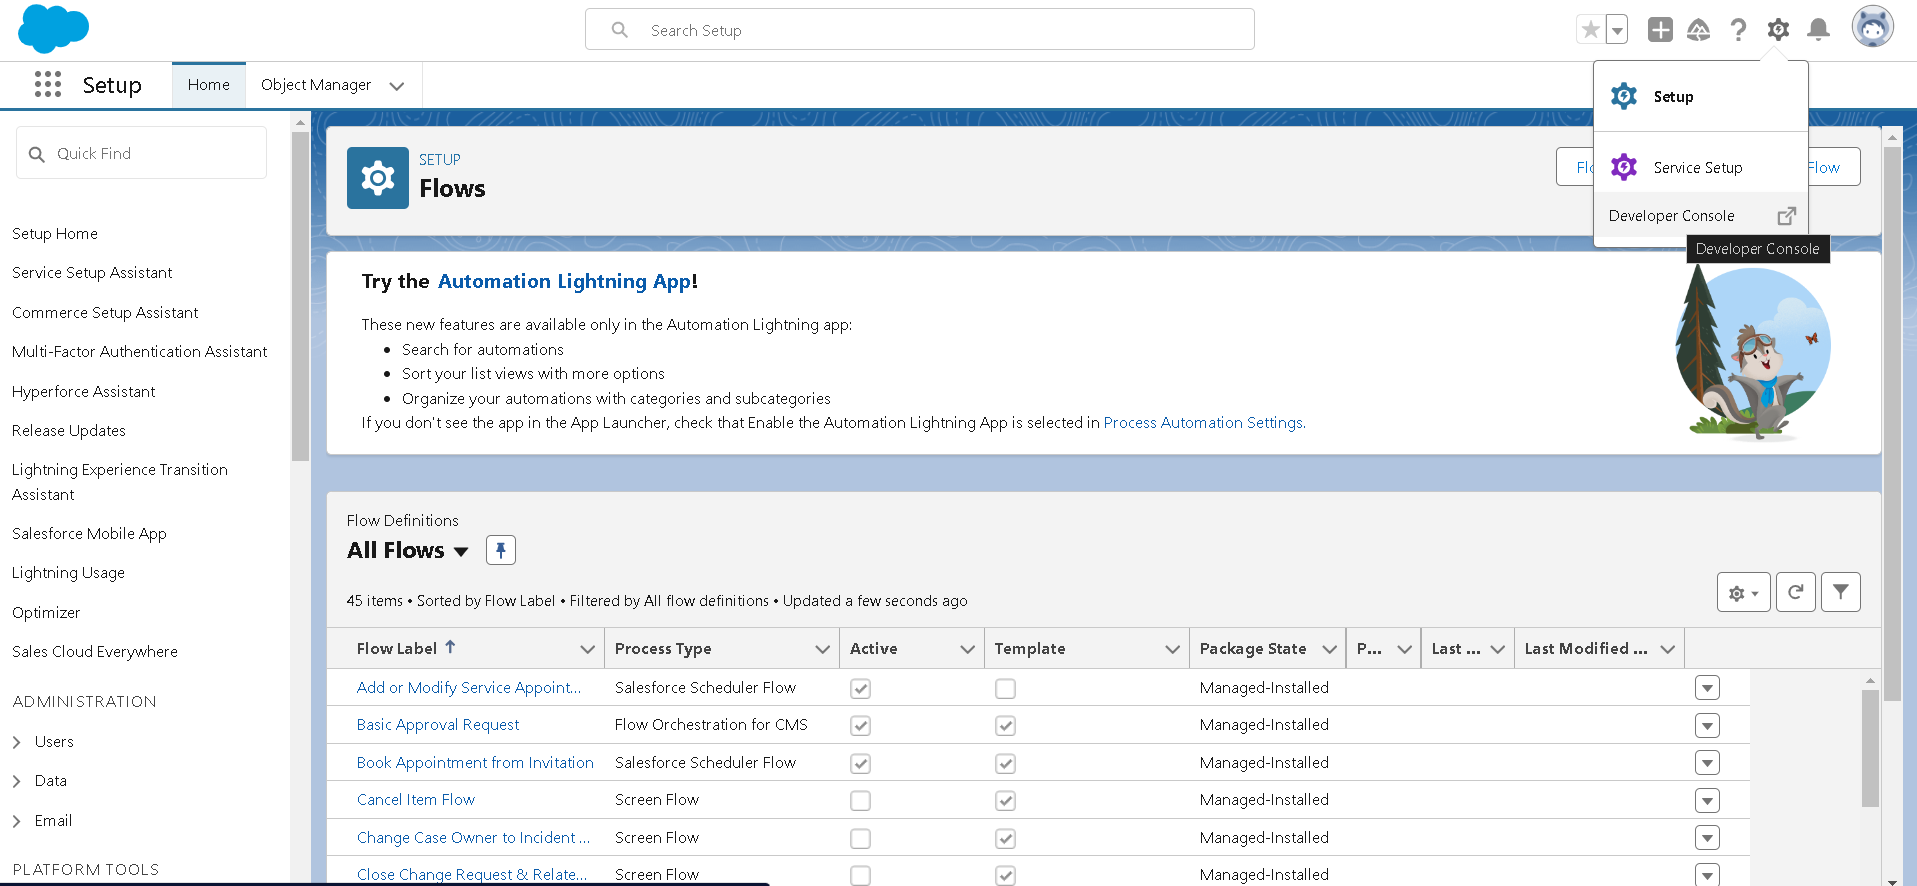 Search Setup
Setup
Home
Object Manager
Setup
Service Setup
Developer Console
Developer Console
Quick Find
Setup Home
Service Setup Assistant
Commerce Setup Assistant
Multi-Factor Authentication Assistant
Hyperforce Assistant
Release Updates
Lightning Experience Transition
Assistant
Salesforce Mobile App
Lightning Usage
Optimizer
Sales Cloud Everywhere
ADMINISTRATION
Users
Data
Email
PLATFORM TOOLS
SETUP
Flows
Flow
Try the Automation Lightning App!
These new features are available only in the Automation Lightning app:
• Search for automations
• Sort your list views with more options
• Organize your automations with categories and subcategories
If you don't see the app in the App Launcher, check that Enable the Automation Lightning App is selected in Process Automation Settings.
Flow Definitions
All Flows
45 items • Sorted by Flow Label • Filtered by All flow definitions • Updated a few seconds ago
Flow Label ↑ Process Type Active Template Package State P... Last ... Last Modified ...
Add or Modify Service Appoint... Salesforce Scheduler Flow Managed-Installed
Basic Approval Request Flow Orchestration for CMS Managed-Installed
Book Appointment from Invitation Salesforce Scheduler Flow Managed-Installed
Cancel Item Flow Screen Flow Managed-Installed
Change Case Owner to Incident ... Screen Flow Managed-Installed
Close Change Request & Relate... Screen Flow Managed-Installed